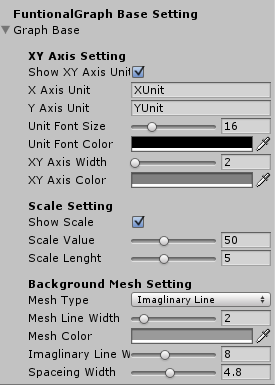 FuntionalGraph Base Setting
Graph Base
XY Axis Setting
Show XY Axis Unit
X Axis Unit XUnit
Y Axis Unit YUnit
Unit Font Size 16
Unit Font Color
XY Axis Width 2
XY Axis Color
Scale Setting
Show Scale
Scale Value 50
Scale Lenght 5
Background Mesh Setting
Mesh Type Imaglinary Line
Mesh Line Width 2
Mesh Color
Imaglinary Line W 8
Spaceing Width 4.8